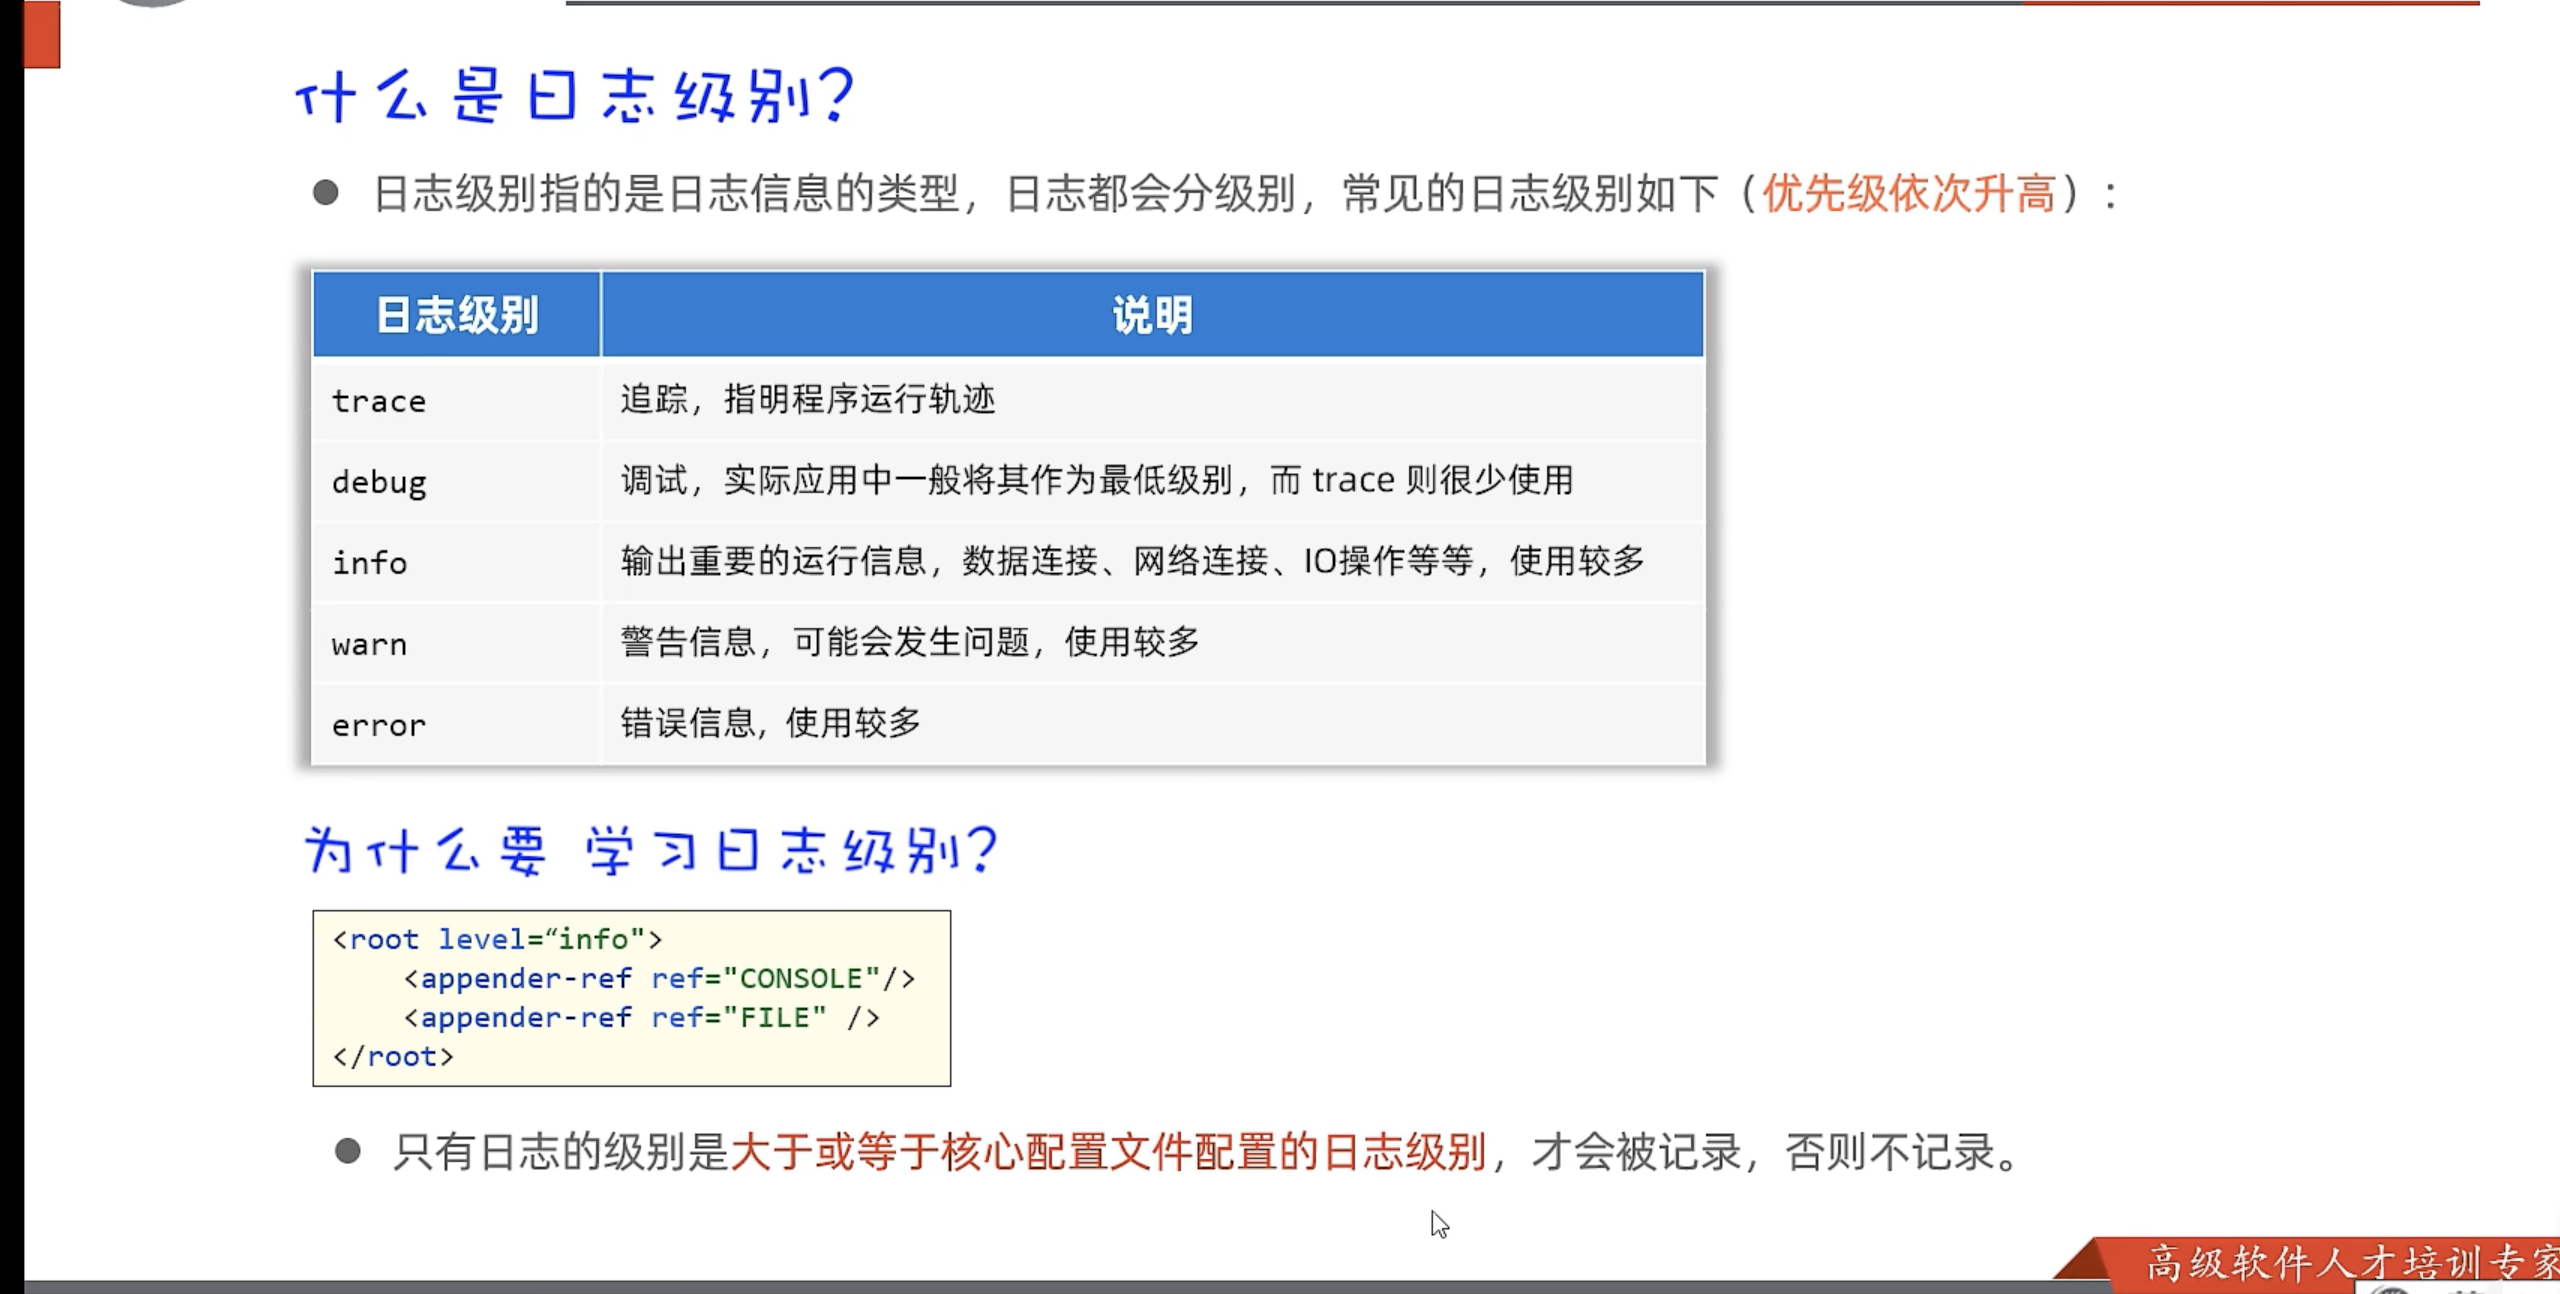 什么是日志级别?
● 日志级别指的是日志信息的类型，日志都会分级别，常见的日志级别如下（优先级依次升高）：
日志级别 说明
trace 追踪，指明程序运行轨迹
debug 调试，实际应用中一般将其作为最低级别，而 trace 则很少使用
info 输出重要的运行信息，数据连接、网络连接、IO操作等等，使用较多
warn 警告信息，可能会发生问题，使用较多
error 错误信息, 使用较多
为什么要 学习日志级别?
<root level=“info">
    <appender-ref ref="CONSOLE"/>
    <appender-ref ref="FILE" />
</root>
● 只有日志的级别是大于或等于核心配置文件配置的日志级别，才会被记录，否则不记录。
高级软件人才培训专家